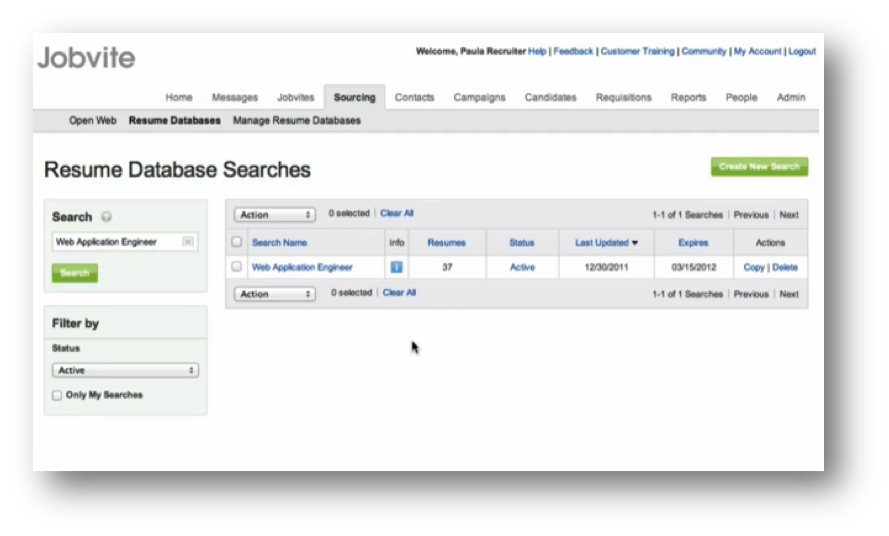 Jobvite
Welcome, Paula Recruiter Help | Feedback | Customer Training | Community | My Account | Logout
Home Messages Jobvites Sourcing Contacts Campaigns Candidates Requisitions Reports People Admin
Open Web Resume Databases Manage Resume Databases
Resume Database Searches
Create New Search
Search
Web Application Engineer
Search
Filter by
Status
Active
Only My Searches
Action 0 selected | Clear All 1-1 of 1 Searches | Previous | Next
Search Name Info Resumes Status Last Updated Expires Actions
Web Application Engineer i 37 Active 12/30/2011 03/15/2012 Copy | Delete
Action 0 selected | Clear All 1-1 of 1 Searches | Previous | Next